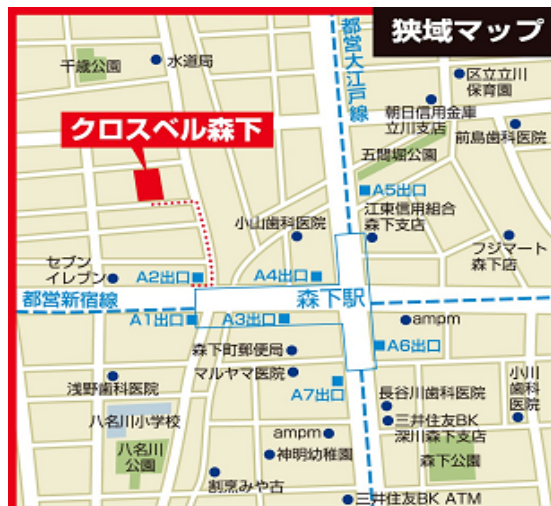 狭域マップ
都営大江戸線
千歳公園
水道局
区立立川
保育園
朝日信用金庫
立川支店
前島歯科医院
クロスベル森下
五間堀公園
A5出口
小山歯科医院
江東信用組合
森下支店
フジマート
森下店
セブン
イレブン
A2出口
A4出口
都営新宿線
森下駅
A1出口
A3出口
ampm
森下町郵便局
A6出口
マルヤマ医院
浅野歯科医院
A7出口
長谷川歯科医院
小川
歯科
医院
八名川小学校
三井住友BK
深川森下支店
ampm
八名川
公園
神明幼稚園
森下公園
割烹みや古
三井住友BK ATM